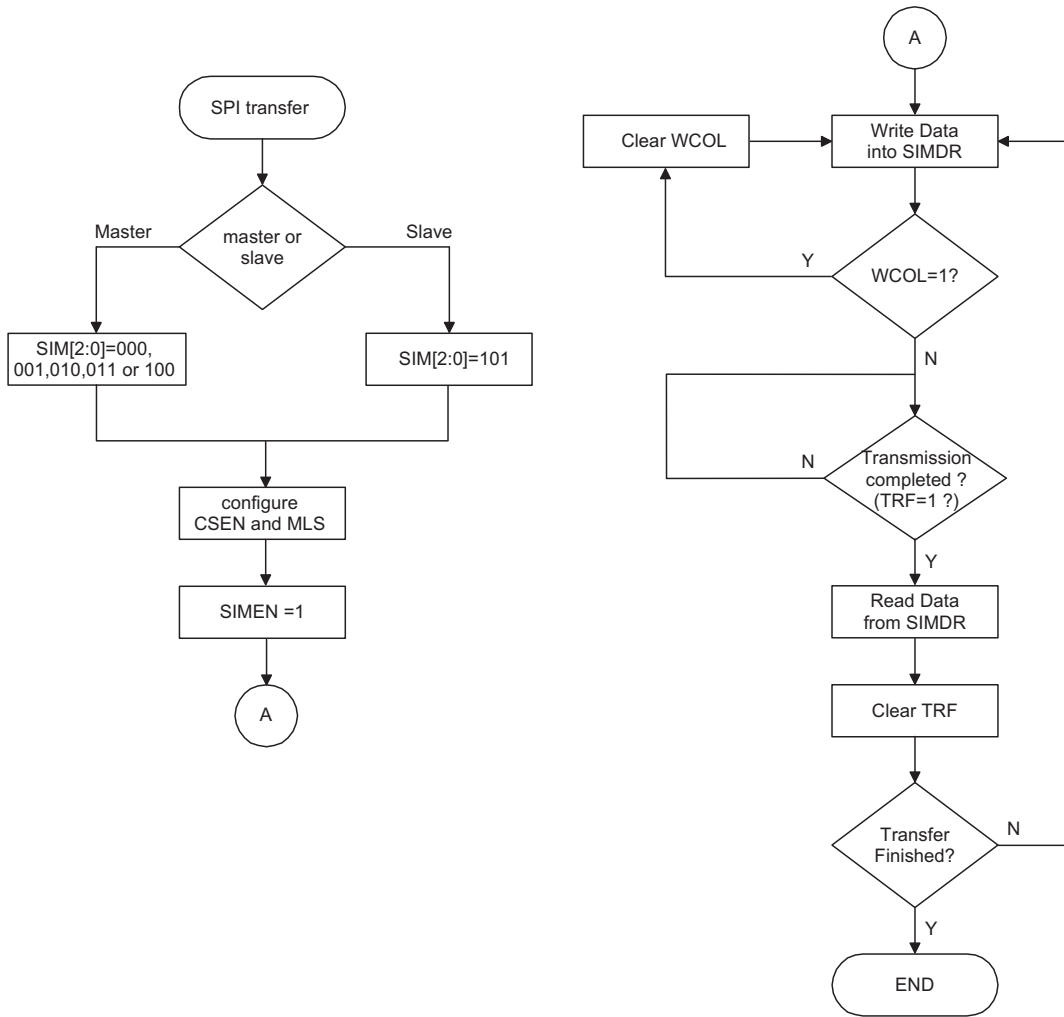 SPI transfer
master or
slave
Master
Slave
SIM[2:0]=000,
001,010,011 or 100
SIM[2:0]=101
configure
CSEN and MLS
SIMEN =1
A
A
Clear WCOL
Write Data
into SIMDR
Y
WCOL=1?
N
N
Transmission
completed ?
(TRF=1 ?)
Y
Read Data
from SIMDR
Clear TRF
Transfer
Finished?
N
Y
END